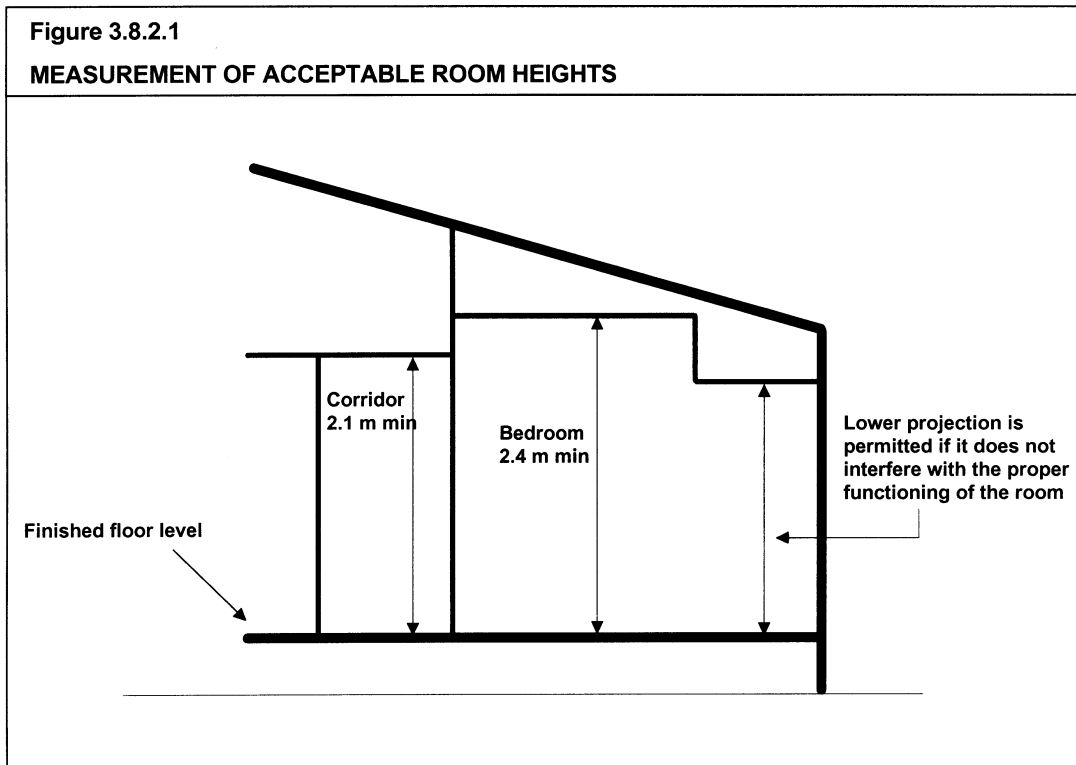 Figure 3.8.2.1
MEASUREMENT OF ACCEPTABLE ROOM HEIGHTS
Corridor
2.1 m min
Bedroom
2.4 m min
Lower projection is
permitted if it does not
interfere with the proper
functioning of the room
Finished floor level